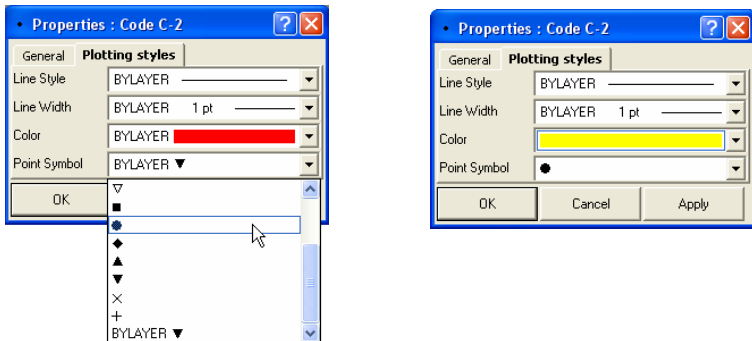 Properties : Code C-2
General Plotting styles
Line Style BYLAYER
Line Width BYLAYER 1 pt
Color BYLAYER
Point Symbol BYLAYER ▼
OK
▽
■
●
◆
▲
▼
×
+
BYLAYER ▼
Properties : Code C-2
General Plotting styles
Line Style BYLAYER
Line Width BYLAYER 1 pt
Color
Point Symbol ●
OK Cancel Apply